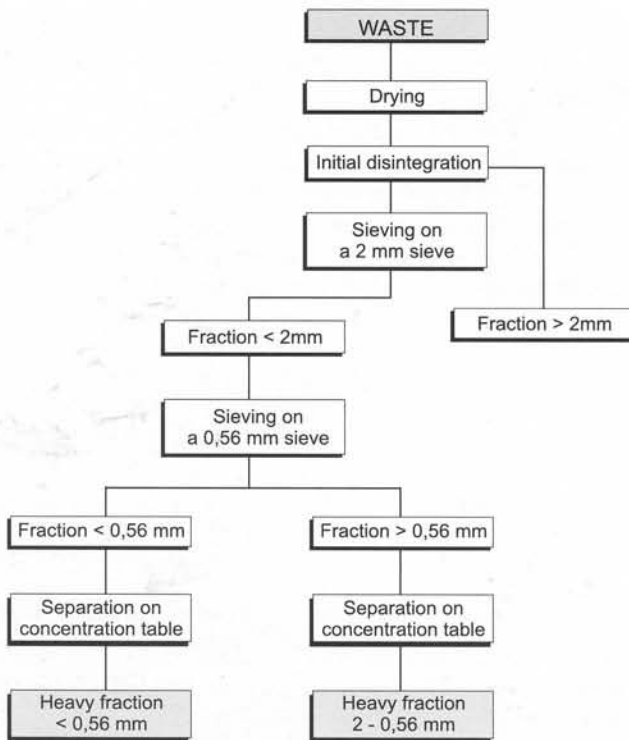 WASTE
Drying
Initial disintegration
Sieving on
a 2 mm sieve
Fraction < 2mm
Fraction > 2mm
Sieving on
a 0,56 mm sieve
Fraction < 0,56 mm
Fraction > 0,56 mm
Separation on
concentration table
Separation on
concentration table
Heavy fraction
< 0,56 mm
Heavy fraction
2 - 0,56 mm